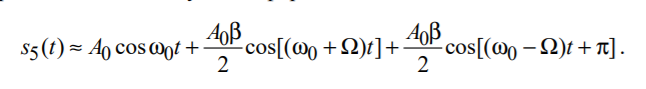 s₅(t) ≈ A₀ cos ω₀t + A₀β/2 cos[(ω₀ + Ω)t] + A₀β/2 cos[(ω₀ − Ω)t + π].